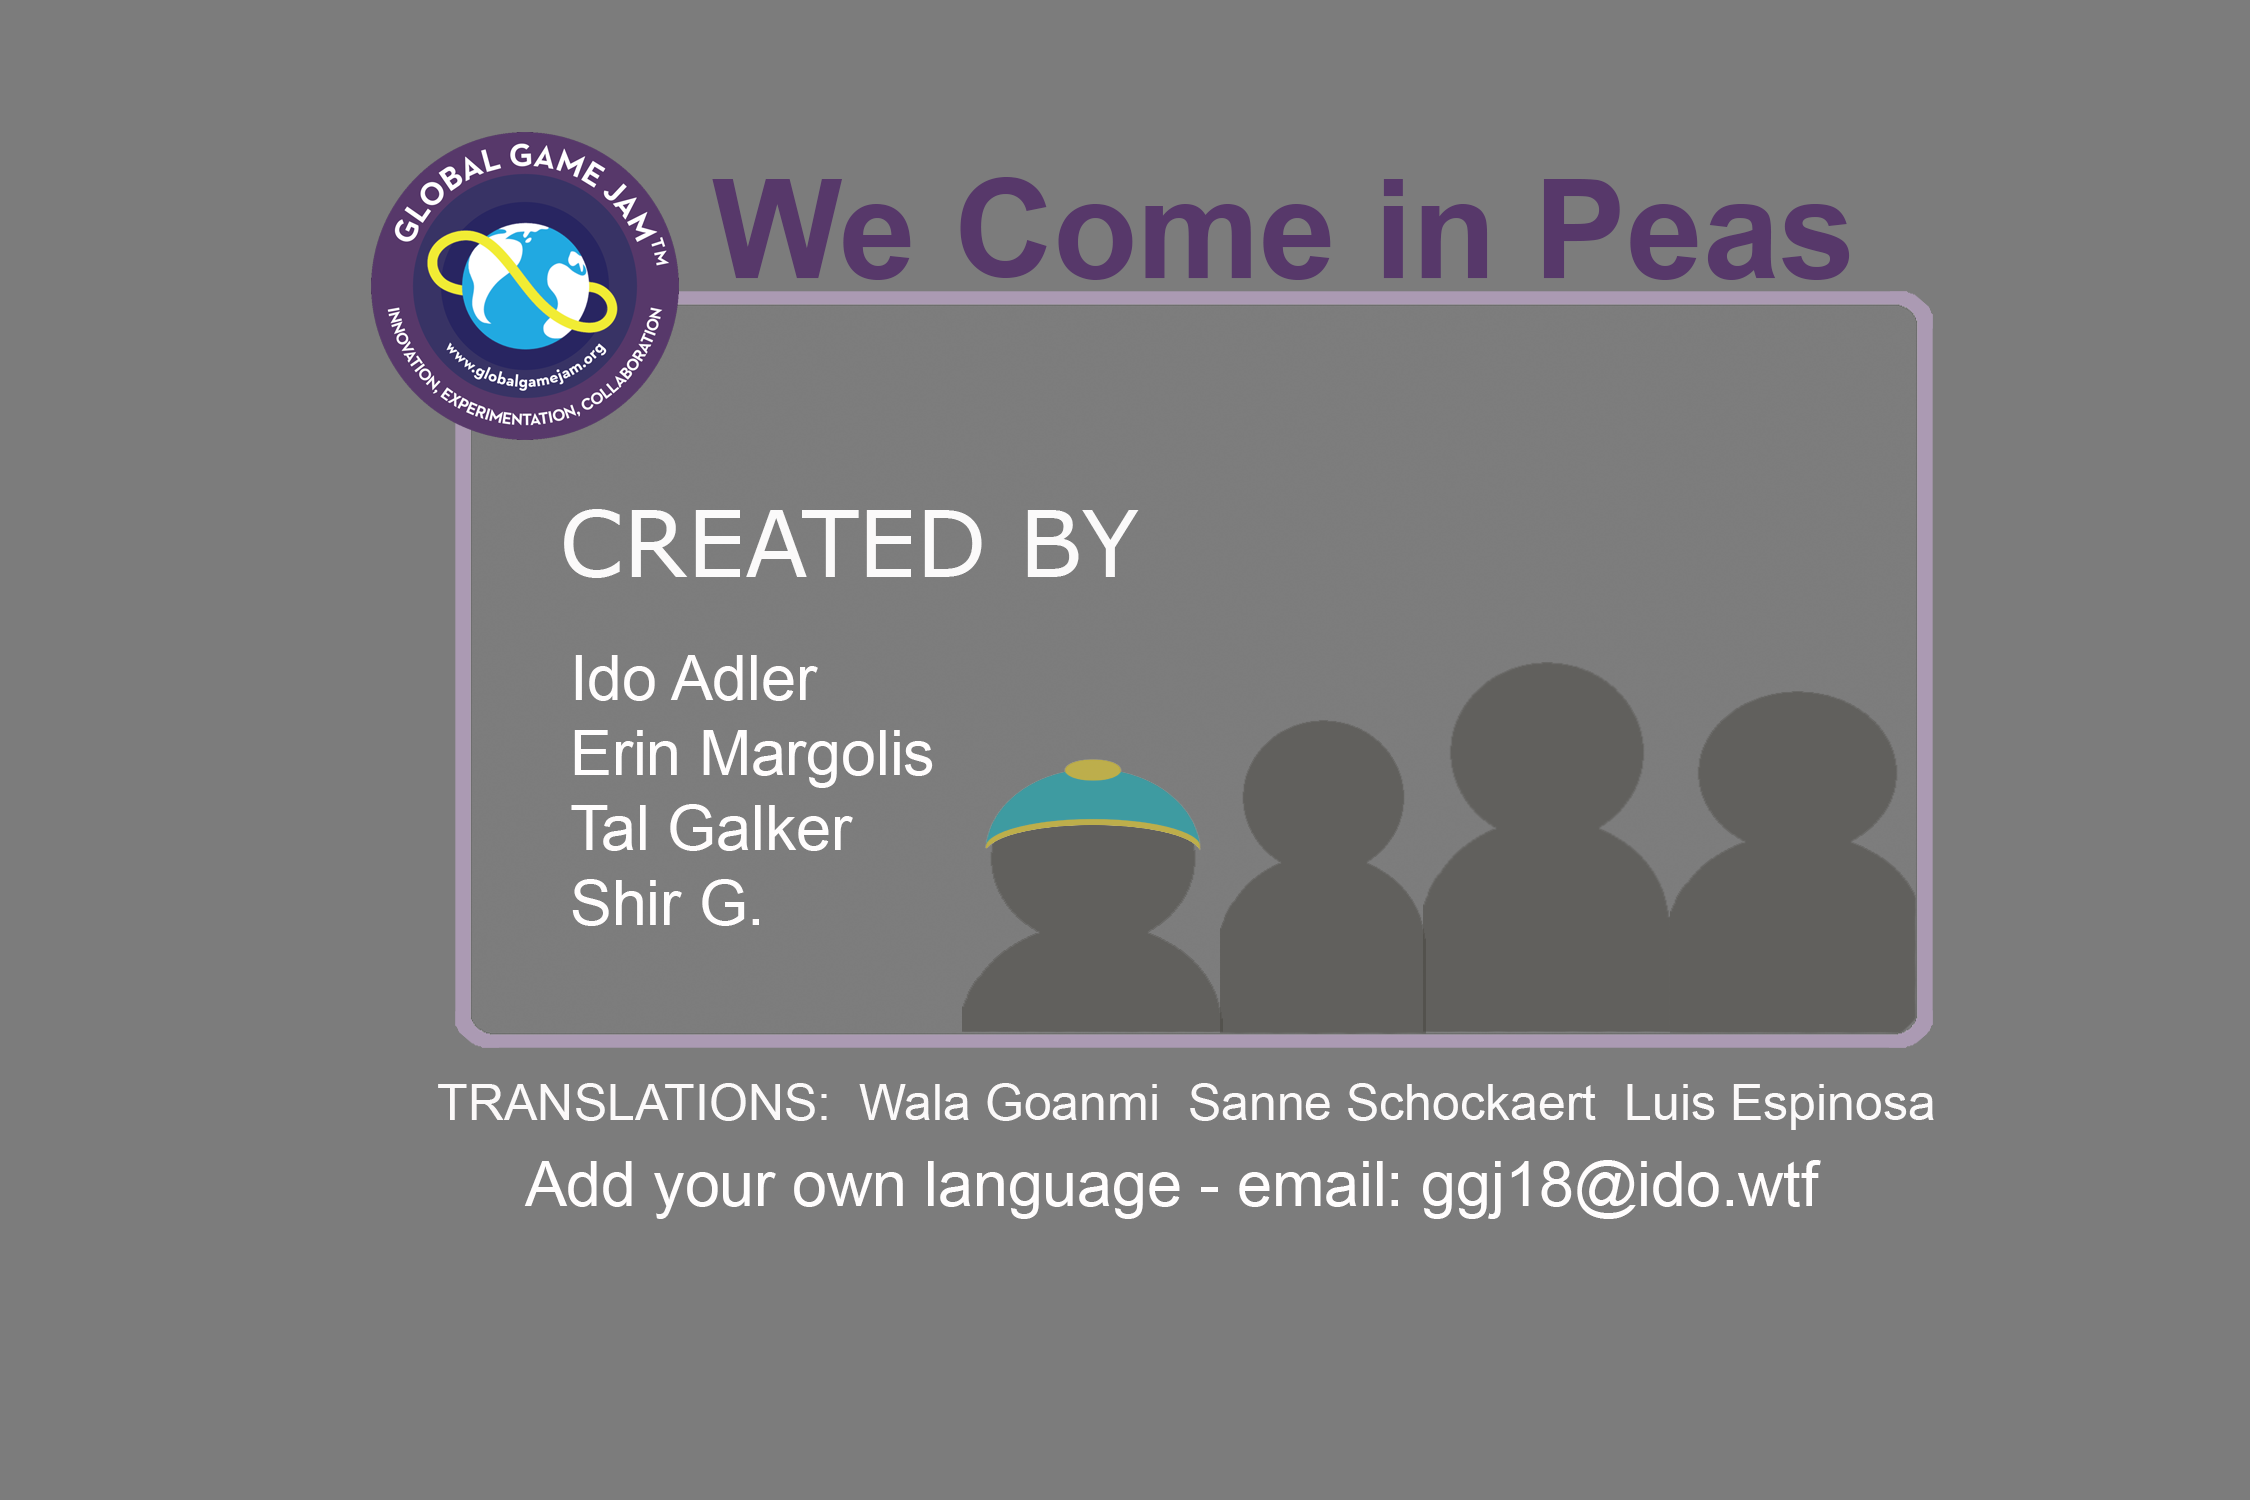 GLOBAL GAME JAM™
We Come in Peas
www.globalgamejam.org
INNOVATION, EXPERIMENTATION, COLLABORATION
CREATED BY
Ido Adler
Erin Margolis
Tal Galker
Shir G.
TRANSLATIONS: Wala Goanmi Sanne Schockaert Luis Espinosa
Add your own language - email: ggj18@ido.wtf